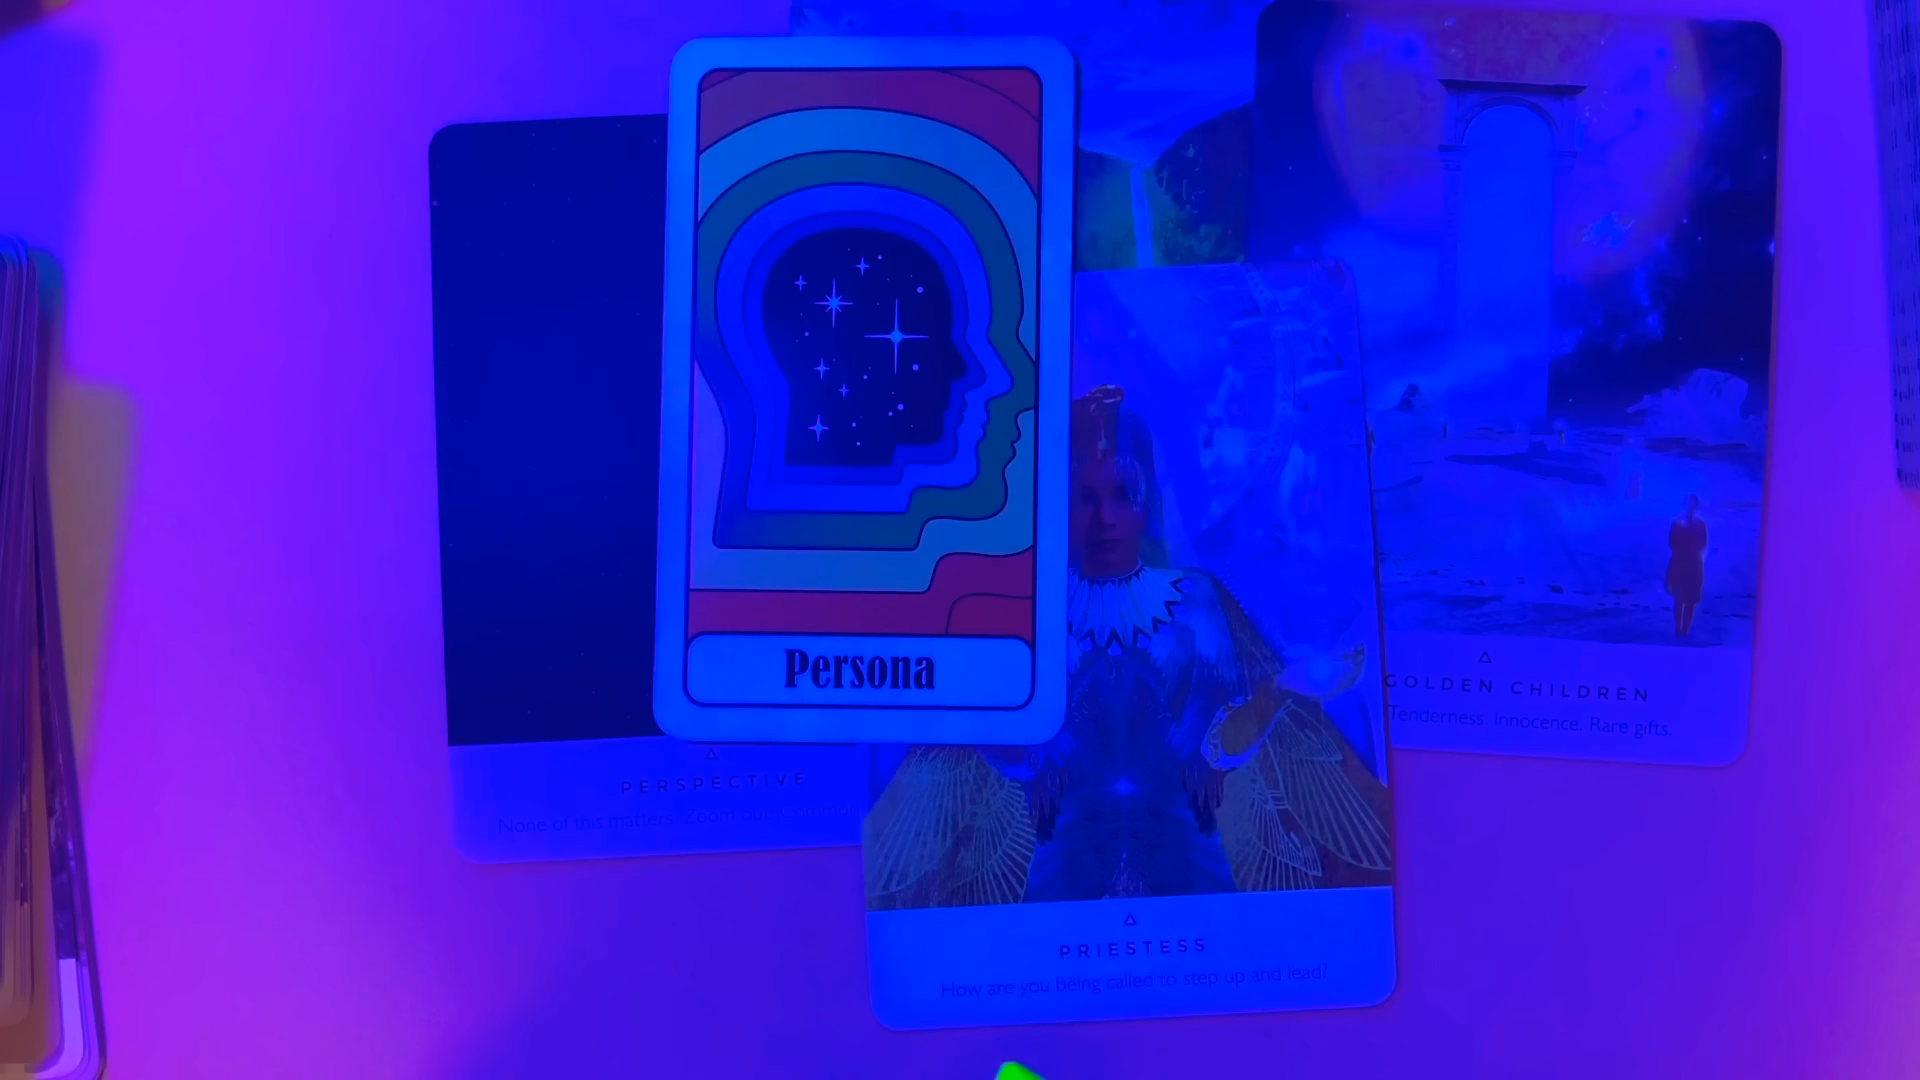 Persona
PERSPECTIVE
None of this matters. Zoom out. Common
PRIESTESS
How are you being called to step up and lead?
GOLDEN CHILDREN
Tenderness. Innocence. Rare gifts.